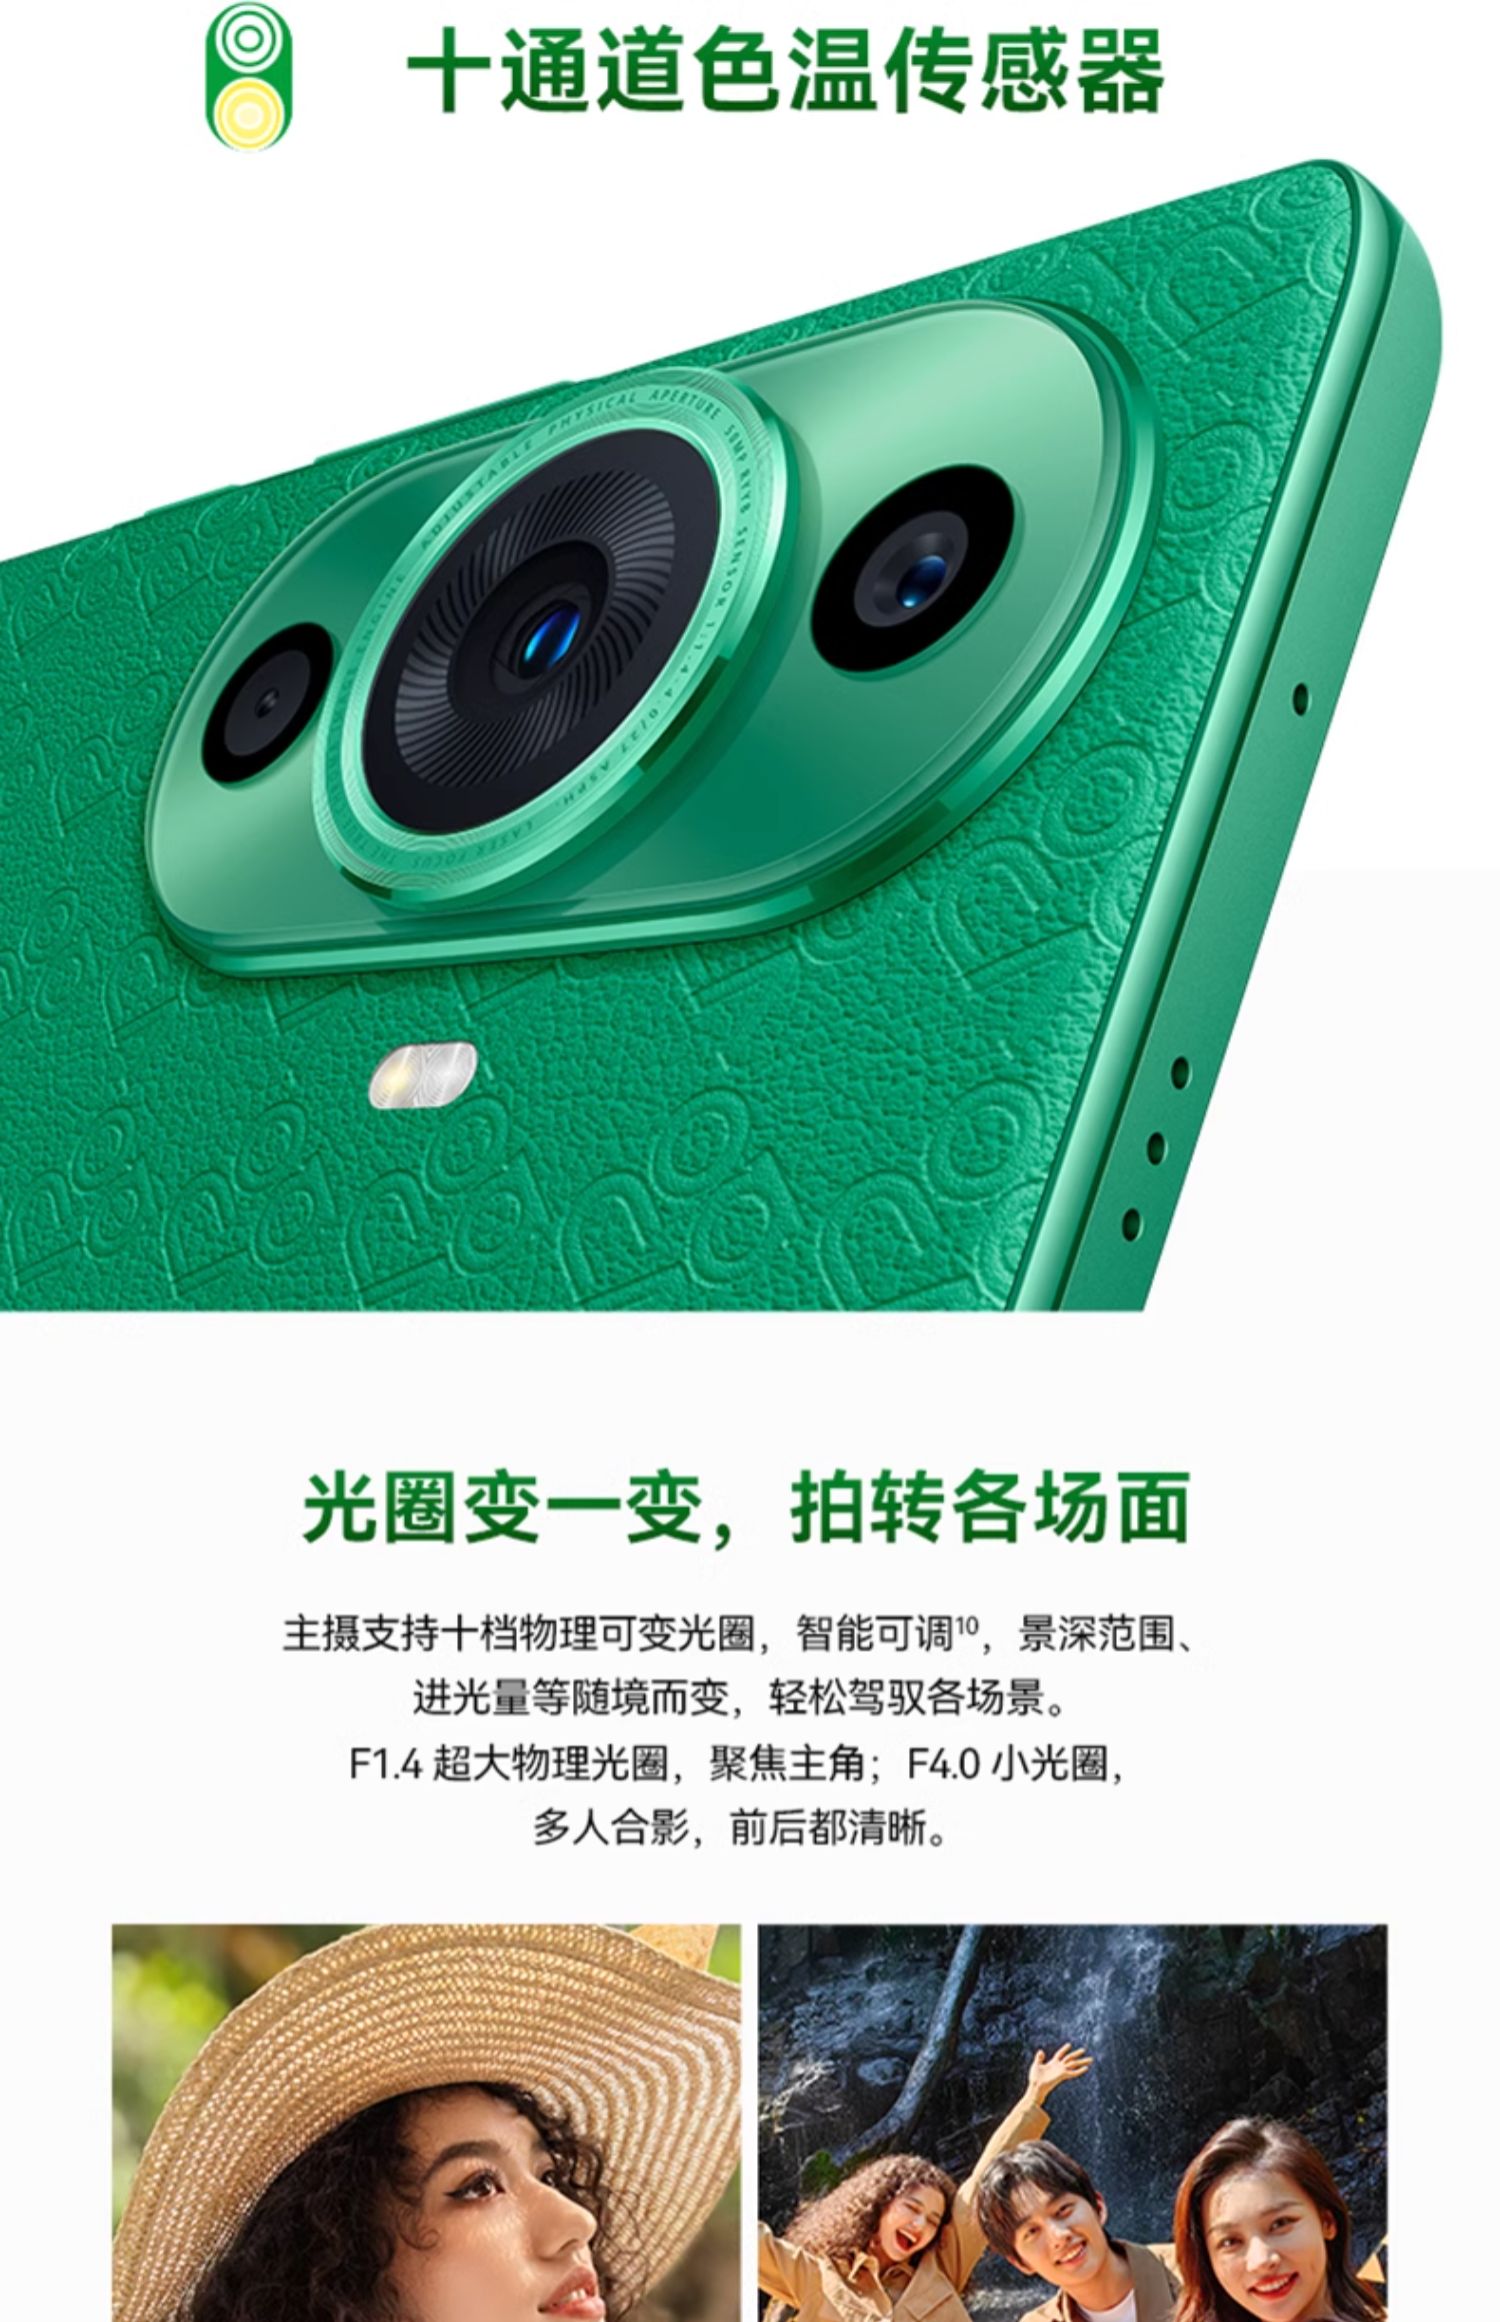 十通道色温传感器
ADJUSTABLE PHYSICAL APERTURE 50MP RYYB SENSOR 1:1.4-4.0/27 ASPH. LASER FOCUS
光圈变一变，拍转各场面
主摄支持十档物理可变光圈，智能可调¹⁰，景深范围、
进光量等随境而变，轻松驾驭各场景。
F1.4 超大物理光圈，聚焦主角；F4.0 小光圈，
多人合影，前后都清晰。